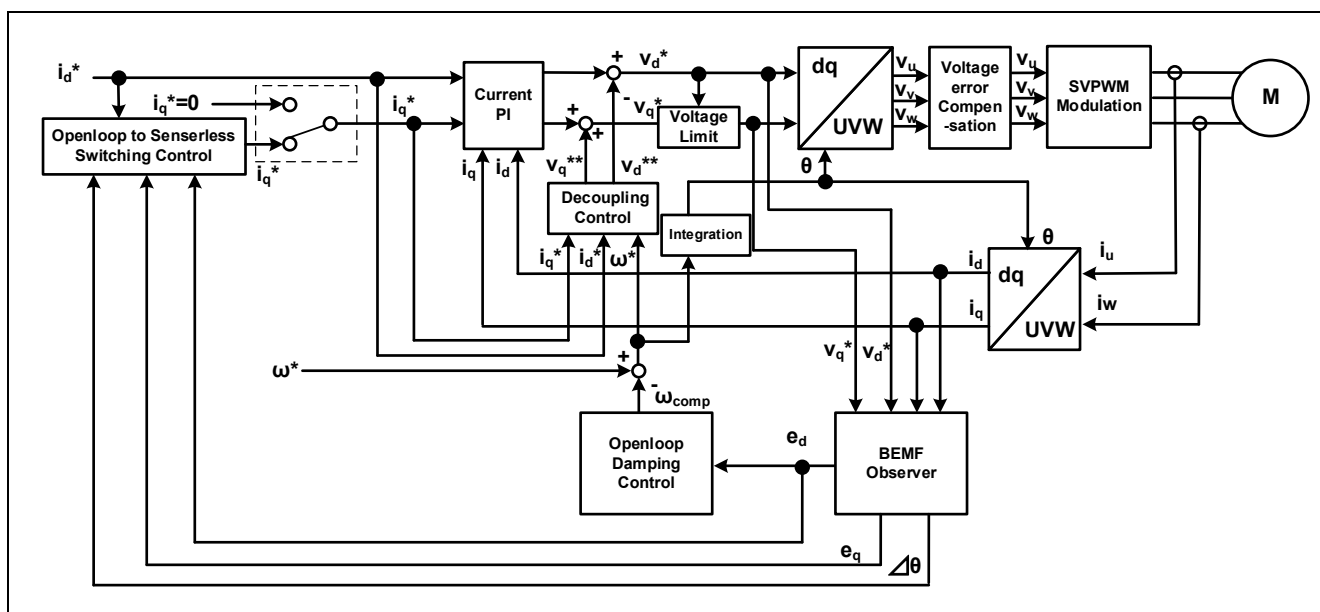 i_d*
i_q*=0
Openloop to Senserless
Switching Control
i_q*
i_q*
Current
PI
i_q
i_d
+
-
v_d*
+
+
v_q*
Voltage
Limit
v_q**
v_d**
Decoupling
Control
i_q*
i_d*
ω*
Integration
dq
UVW
θ
v_u
v_v
v_w
Voltage
error
Compen
-sation
v_u
v_v
v_w
SVPWM
Modulation
M
θ
dq
UVW
i_d
i_q
i_u
iw
ω*
+
-
ω_comp
Openloop
Damping
Control
e_d
v_q*
v_d*
BEMF
Observer
e_q
⊿θ